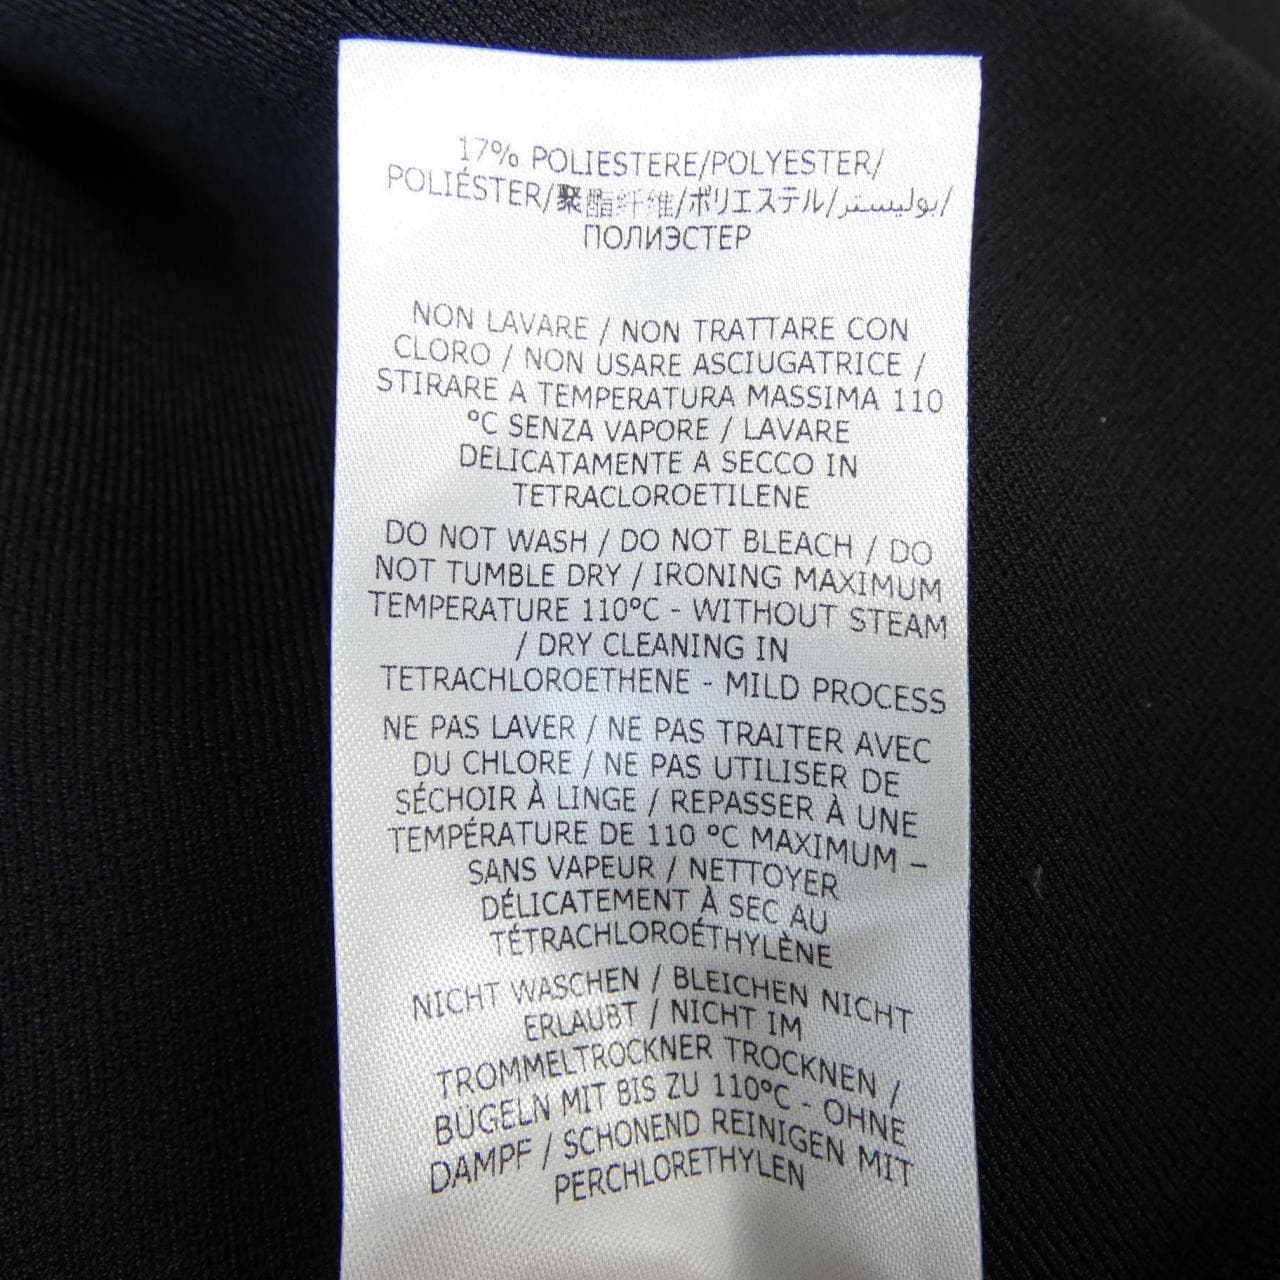 17% POLIESTERE/POLYESTER/
POLIÉSTER/聚酯纤维/ポリエステル/بوليستر/
ПОЛИЭСТЕР
NON LAVARE / NON TRATTARE CON
CLORO / NON USARE ASCIUGATRICE /
STIRARE A TEMPERATURA MASSIMA 110
°C SENZA VAPORE / LAVARE
DELICATAMENTE A SECCO IN
TETRACLOROETILENE
DO NOT WASH / DO NOT BLEACH / DO
NOT TUMBLE DRY / IRONING MAXIMUM
TEMPERATURE 110°C - WITHOUT STEAM
/ DRY CLEANING IN
TETRACHLOROETHENE - MILD PROCESS
NE PAS LAVER / NE PAS TRAITER AVEC
DU CHLORE / NE PAS UTILISER DE
SÉCHOIR À LINGE / REPASSER À UNE
TEMPÉRATURE DE 110 °C MAXIMUM –
SANS VAPEUR / NETTOYER
DÉLICATEMENT À SEC AU
TÉTRACHLOROÉTHYLÈNE
NICHT WASCHEN / BLEICHEN NICHT
ERLAUBT / NICHT IM
TROMMELTROCKNER TROCKNEN /
BÜGELN MIT BIS ZU 110°C - OHNE
DAMPF / SCHONEND REINIGEN MIT
PERCHLORETHYLEN